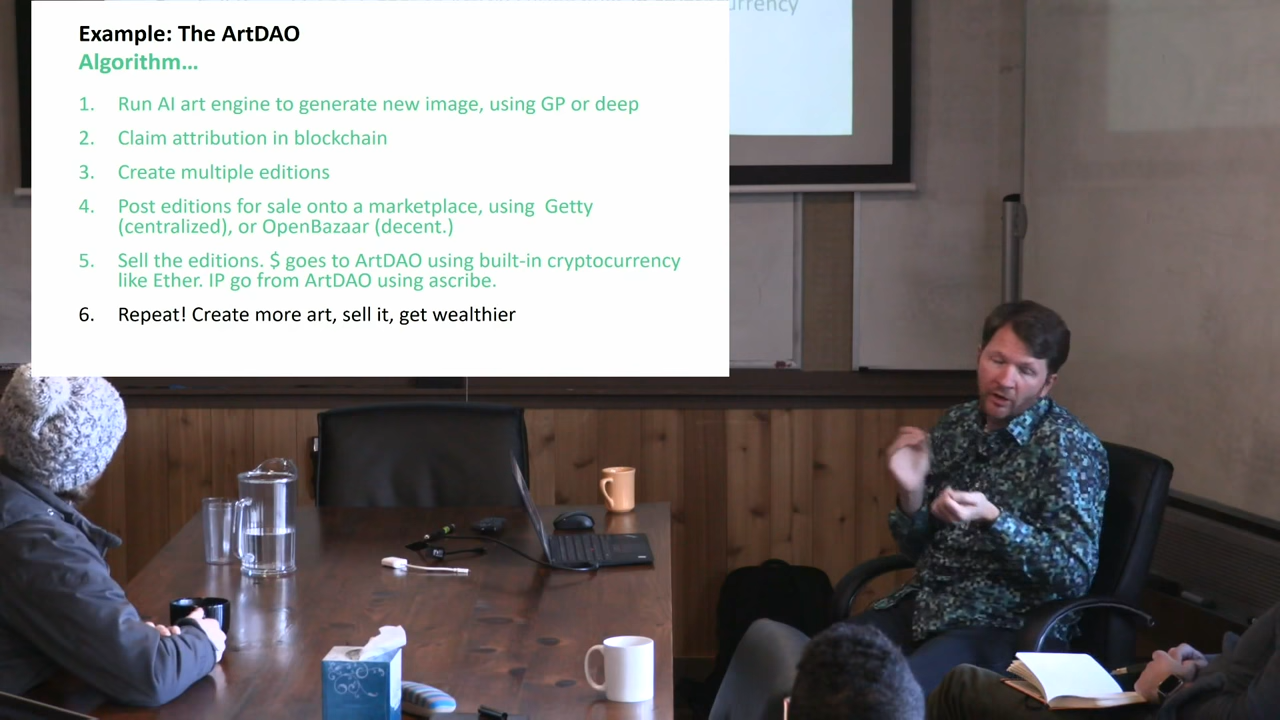 Example: The ArtDAO
Algorithm…
1. Run AI art engine to generate new image, using GP or deep
2. Claim attribution in blockchain
3. Create multiple editions
4. Post editions for sale onto a marketplace, using Getty
(centralized), or OpenBazaar (decent.)
5. Sell the editions. $ goes to ArtDAO using built-in cryptocurrency
like Ether. IP go from ArtDAO using ascribe.
6. Repeat! Create more art, sell it, get wealthier